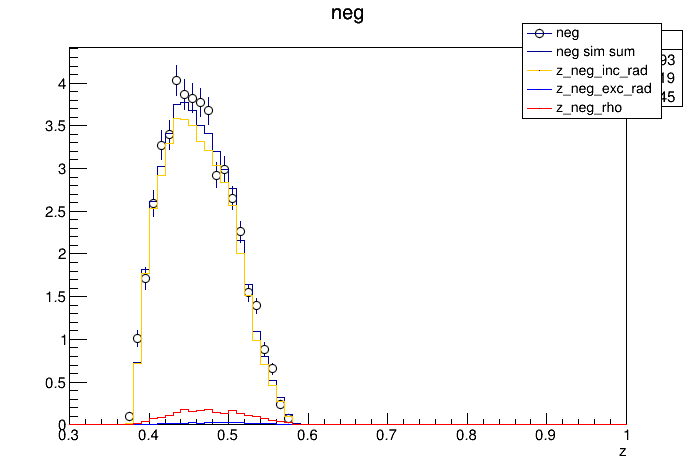 neg
neg
neg sim sum
z_neg_inc_rad
z_neg_exc_rad
z_neg_rho
93
19
45
4
3.5
3
2.5
2
1.5
1
0.5
0
0.3 0.4 0.5 0.6 0.7 0.8 0.9 1
z